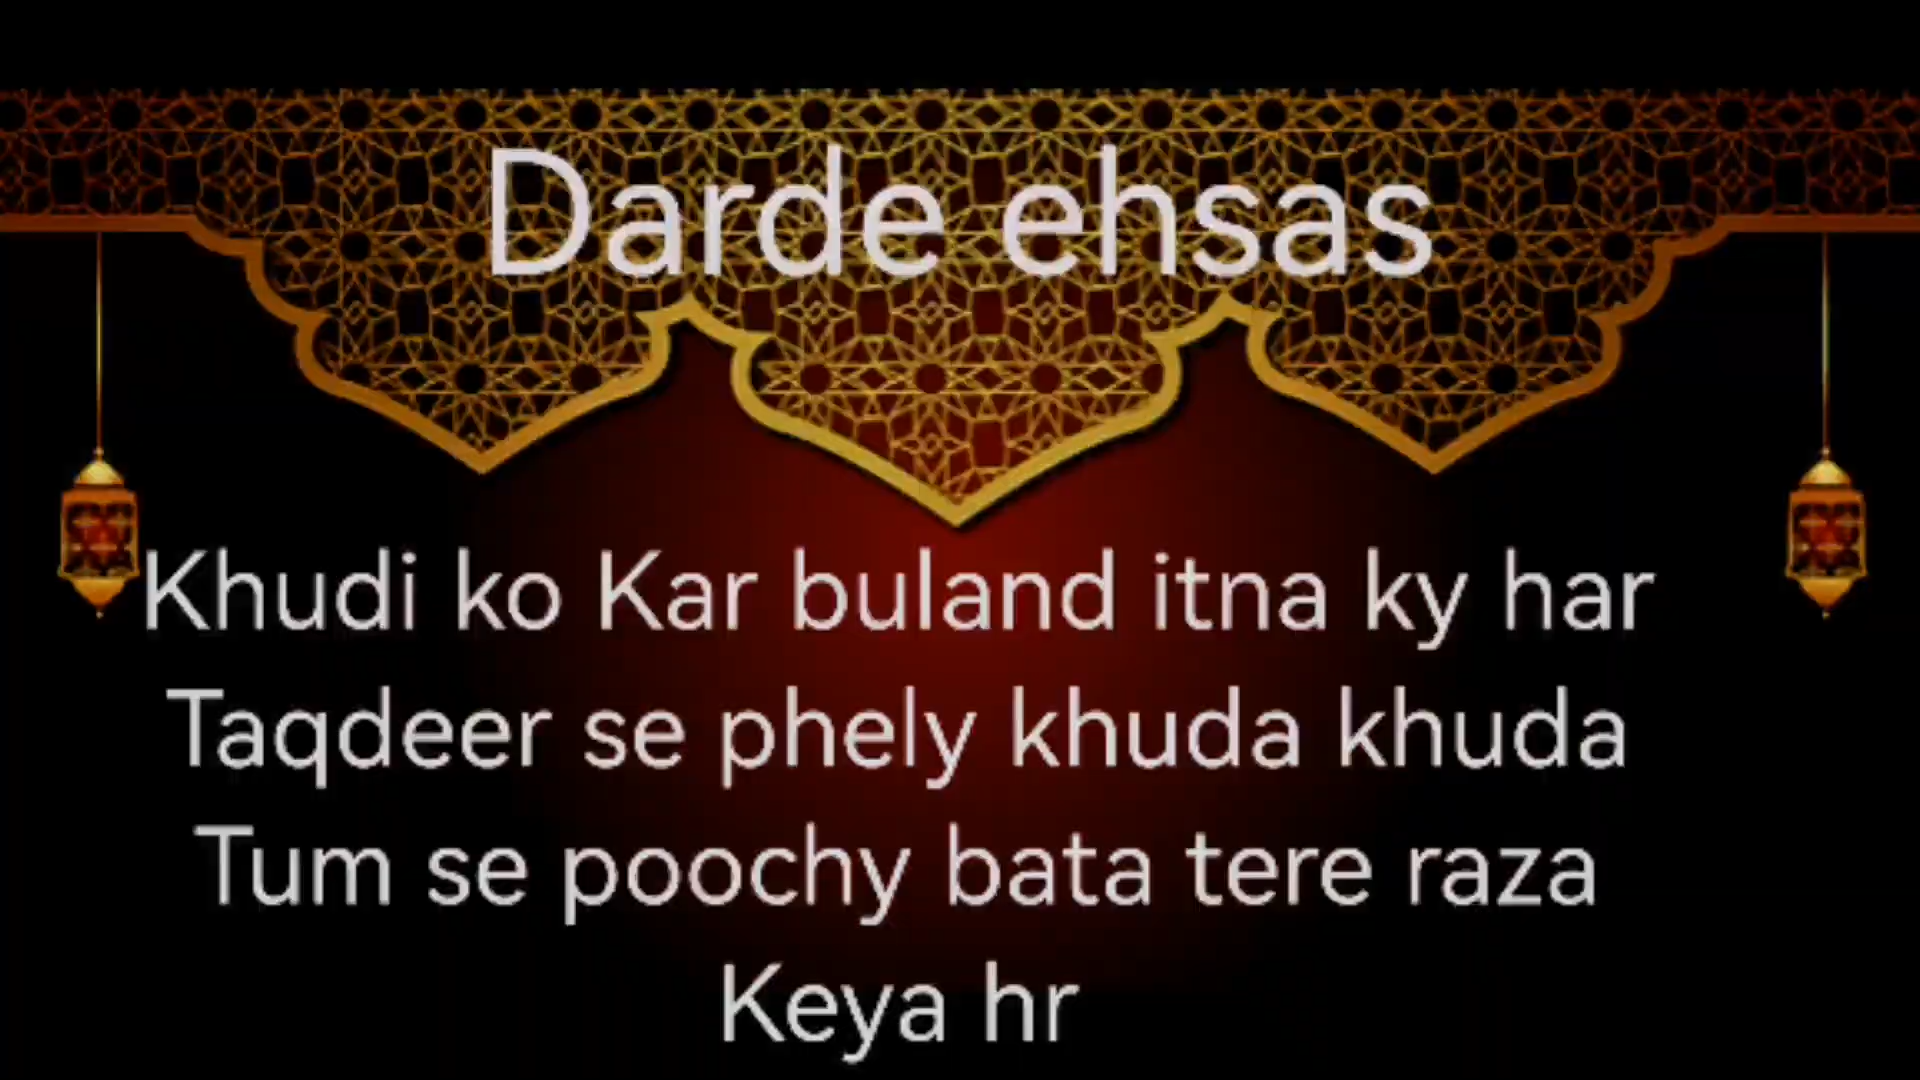 Darde ehsas
Khudi ko Kar buland itna ky har
Taqdeer se phely khuda khuda
Tum se poochy bata tere raza
Keya hr